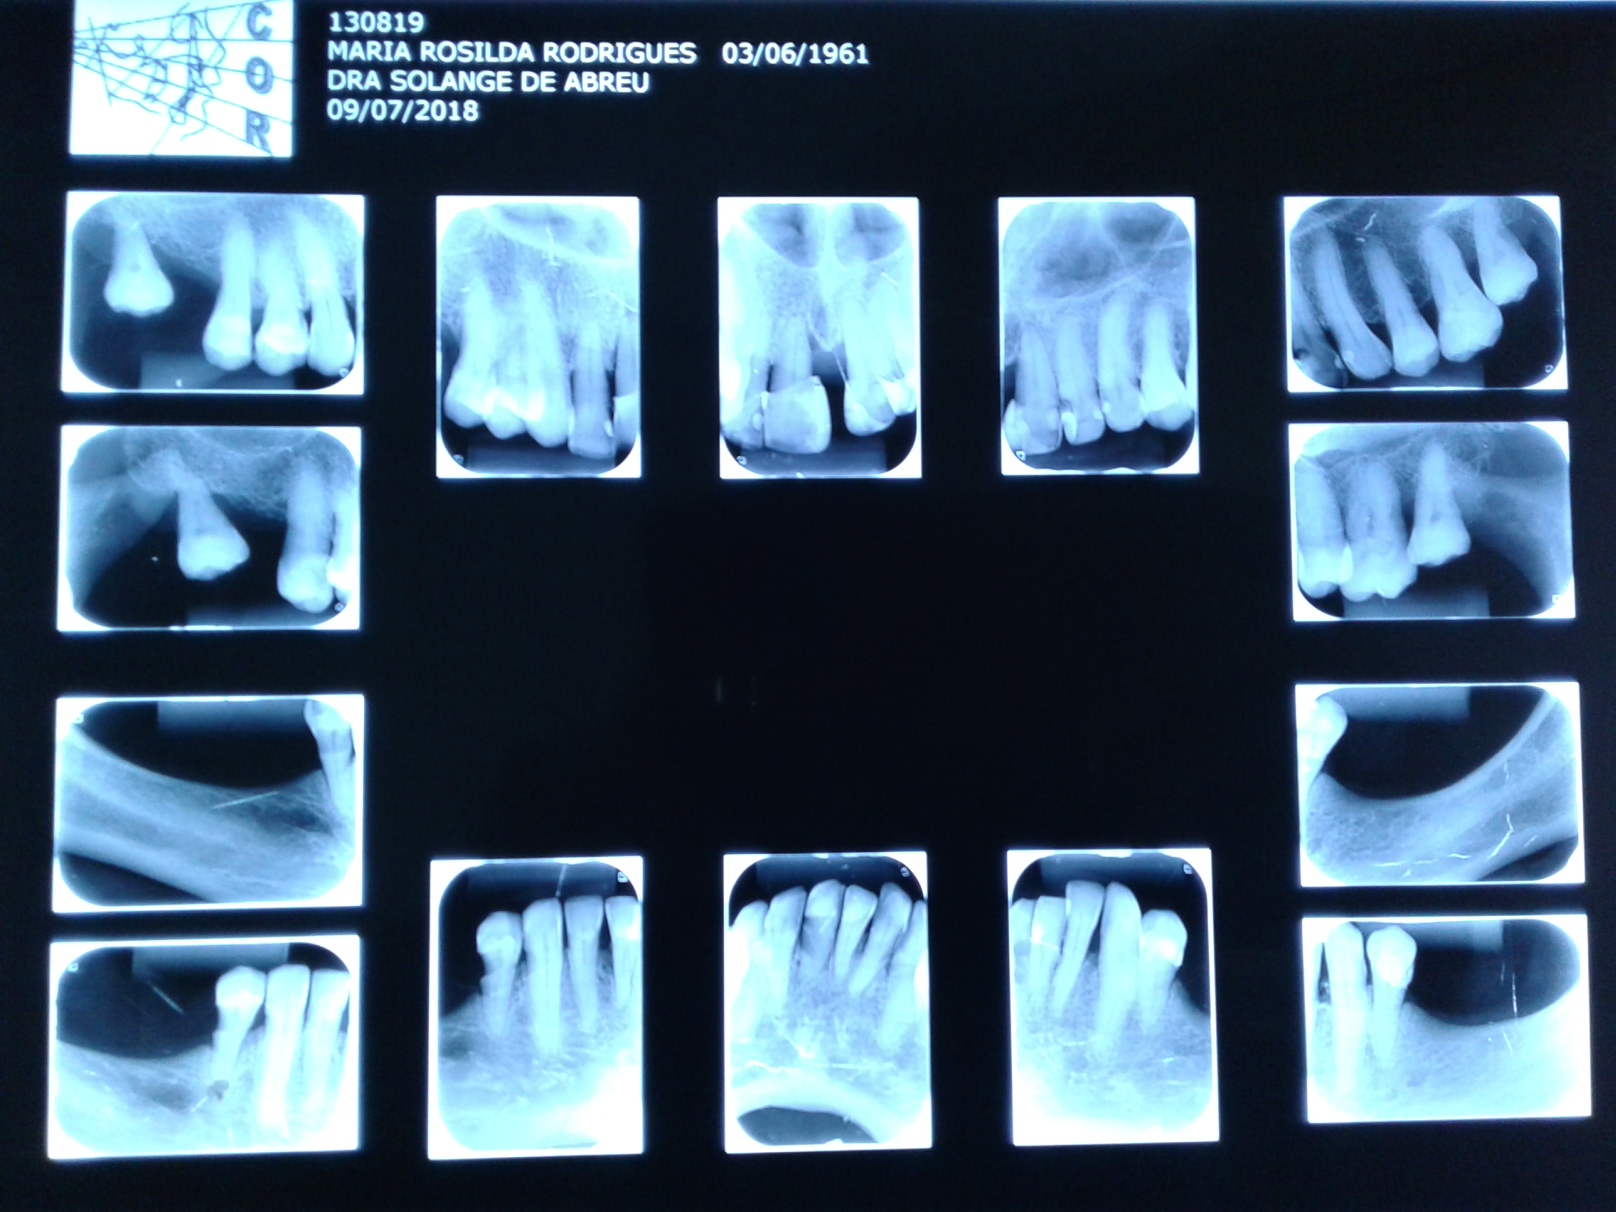 COR
130819
MARIA ROSILDA RODRIGUES 03/06/1961
DRA SOLANGE DE ABREU
09/07/2018